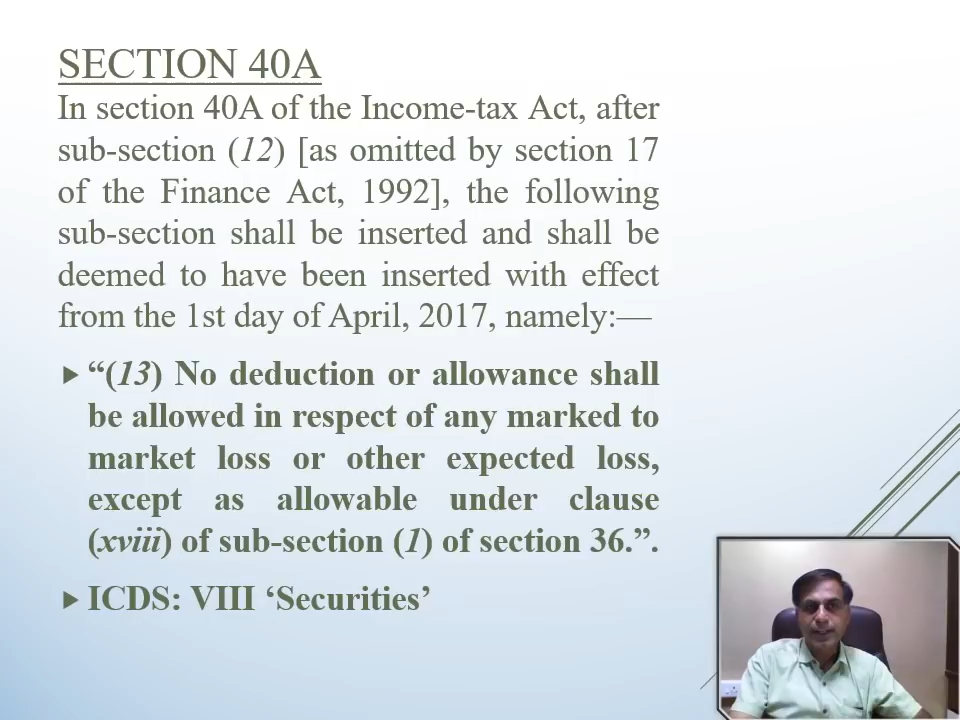 SECTION 40A
In section 40A of the Income-tax Act, after
sub-section (12) [as omitted by section 17
of the Finance Act, 1992], the following
sub-section shall be inserted and shall be
deemed to have been inserted with effect
from the 1st day of April, 2017, namely:—
“(13) No deduction or allowance shall
be allowed in respect of any marked to
market loss or other expected loss,
except as allowable under clause
(xviii) of sub-section (1) of section 36.”.
ICDS: VIII ‘Securities’